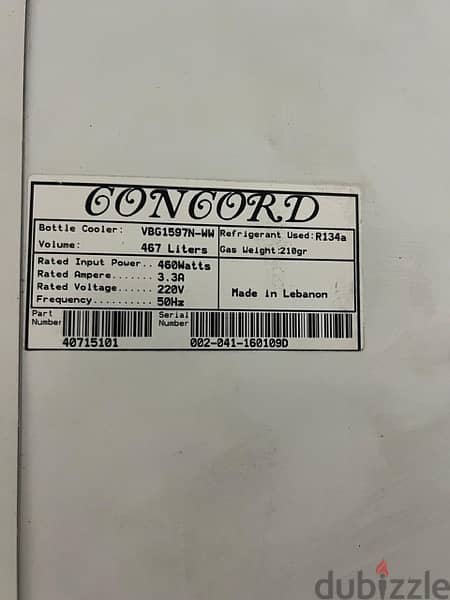 CONCORD
Bottle Cooler: VBG1597N-WW Refrigerant Used:R134a
Volume: 467 Liters Gas Weight:210gr
Rated Input Power.. 460Watts
Rated Ampere....... 3.3A
Rated Voltage...... 220V
Frequency.......... 50Hz
Made in Lebanon
Part Number 40715101
Serial Number 002-041-160109D
dubizzle